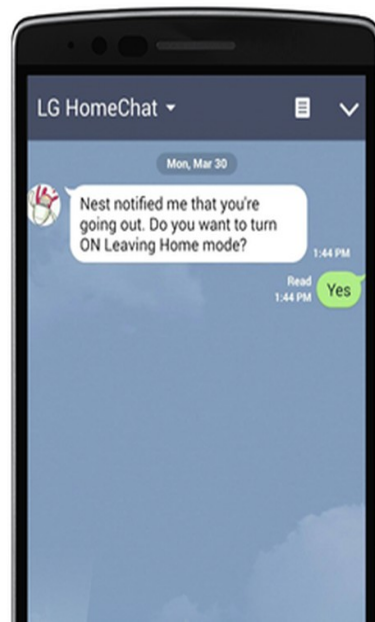 LG HomeChat
Mon, Mar 30
Nest notified me that you're
going out. Do you want to turn
ON Leaving Home mode?
1:44 PM
Read
1:44 PM
Yes